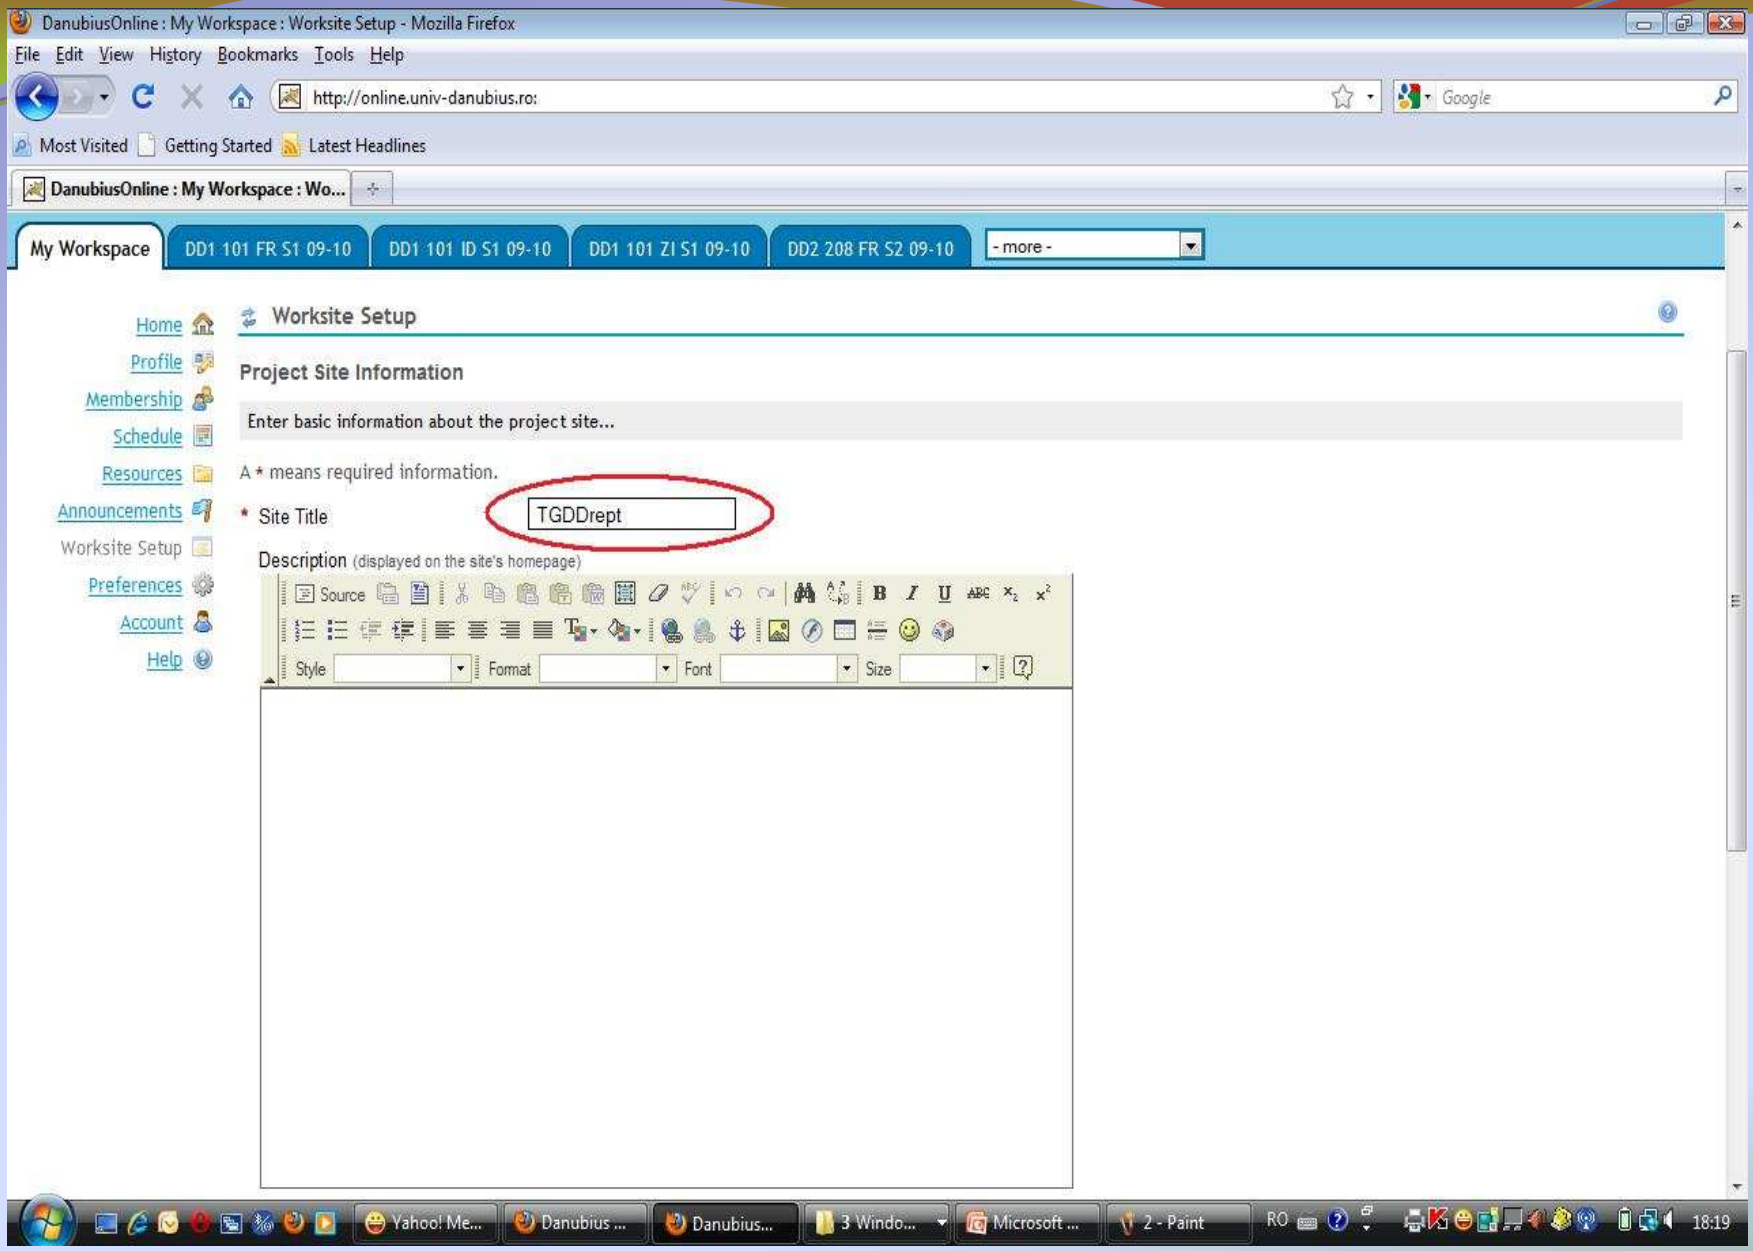 DanubiusOnline : My Workspace : Worksite Setup - Mozilla Firefox
File Edit View History Bookmarks Tools Help
http://online.univ-danubius.ro:
Google
Most Visited Getting Started Latest Headlines
DanubiusOnline : My Workspace : Wo...
My Workspace DD1 101 FR S1 09-10 DD1 101 ID S1 09-10 DD1 101 ZI S1 09-10 DD2 208 FR S2 09-10 - more -
Home
Profile
Membership
Schedule
Resources
Announcements
Worksite Setup
Preferences
Account
Help
Worksite Setup
Project Site Information
Enter basic information about the project site...
A * means required information.
* Site Title TGDDrept
Description (displayed on the site's homepage)
Source ABC B I U ABC x₂ x²
Style Format Font Size
Yahoo! Me... Danubius ... Danubius... 3 Windo... Microsoft ... 2 - Paint RO 18:19